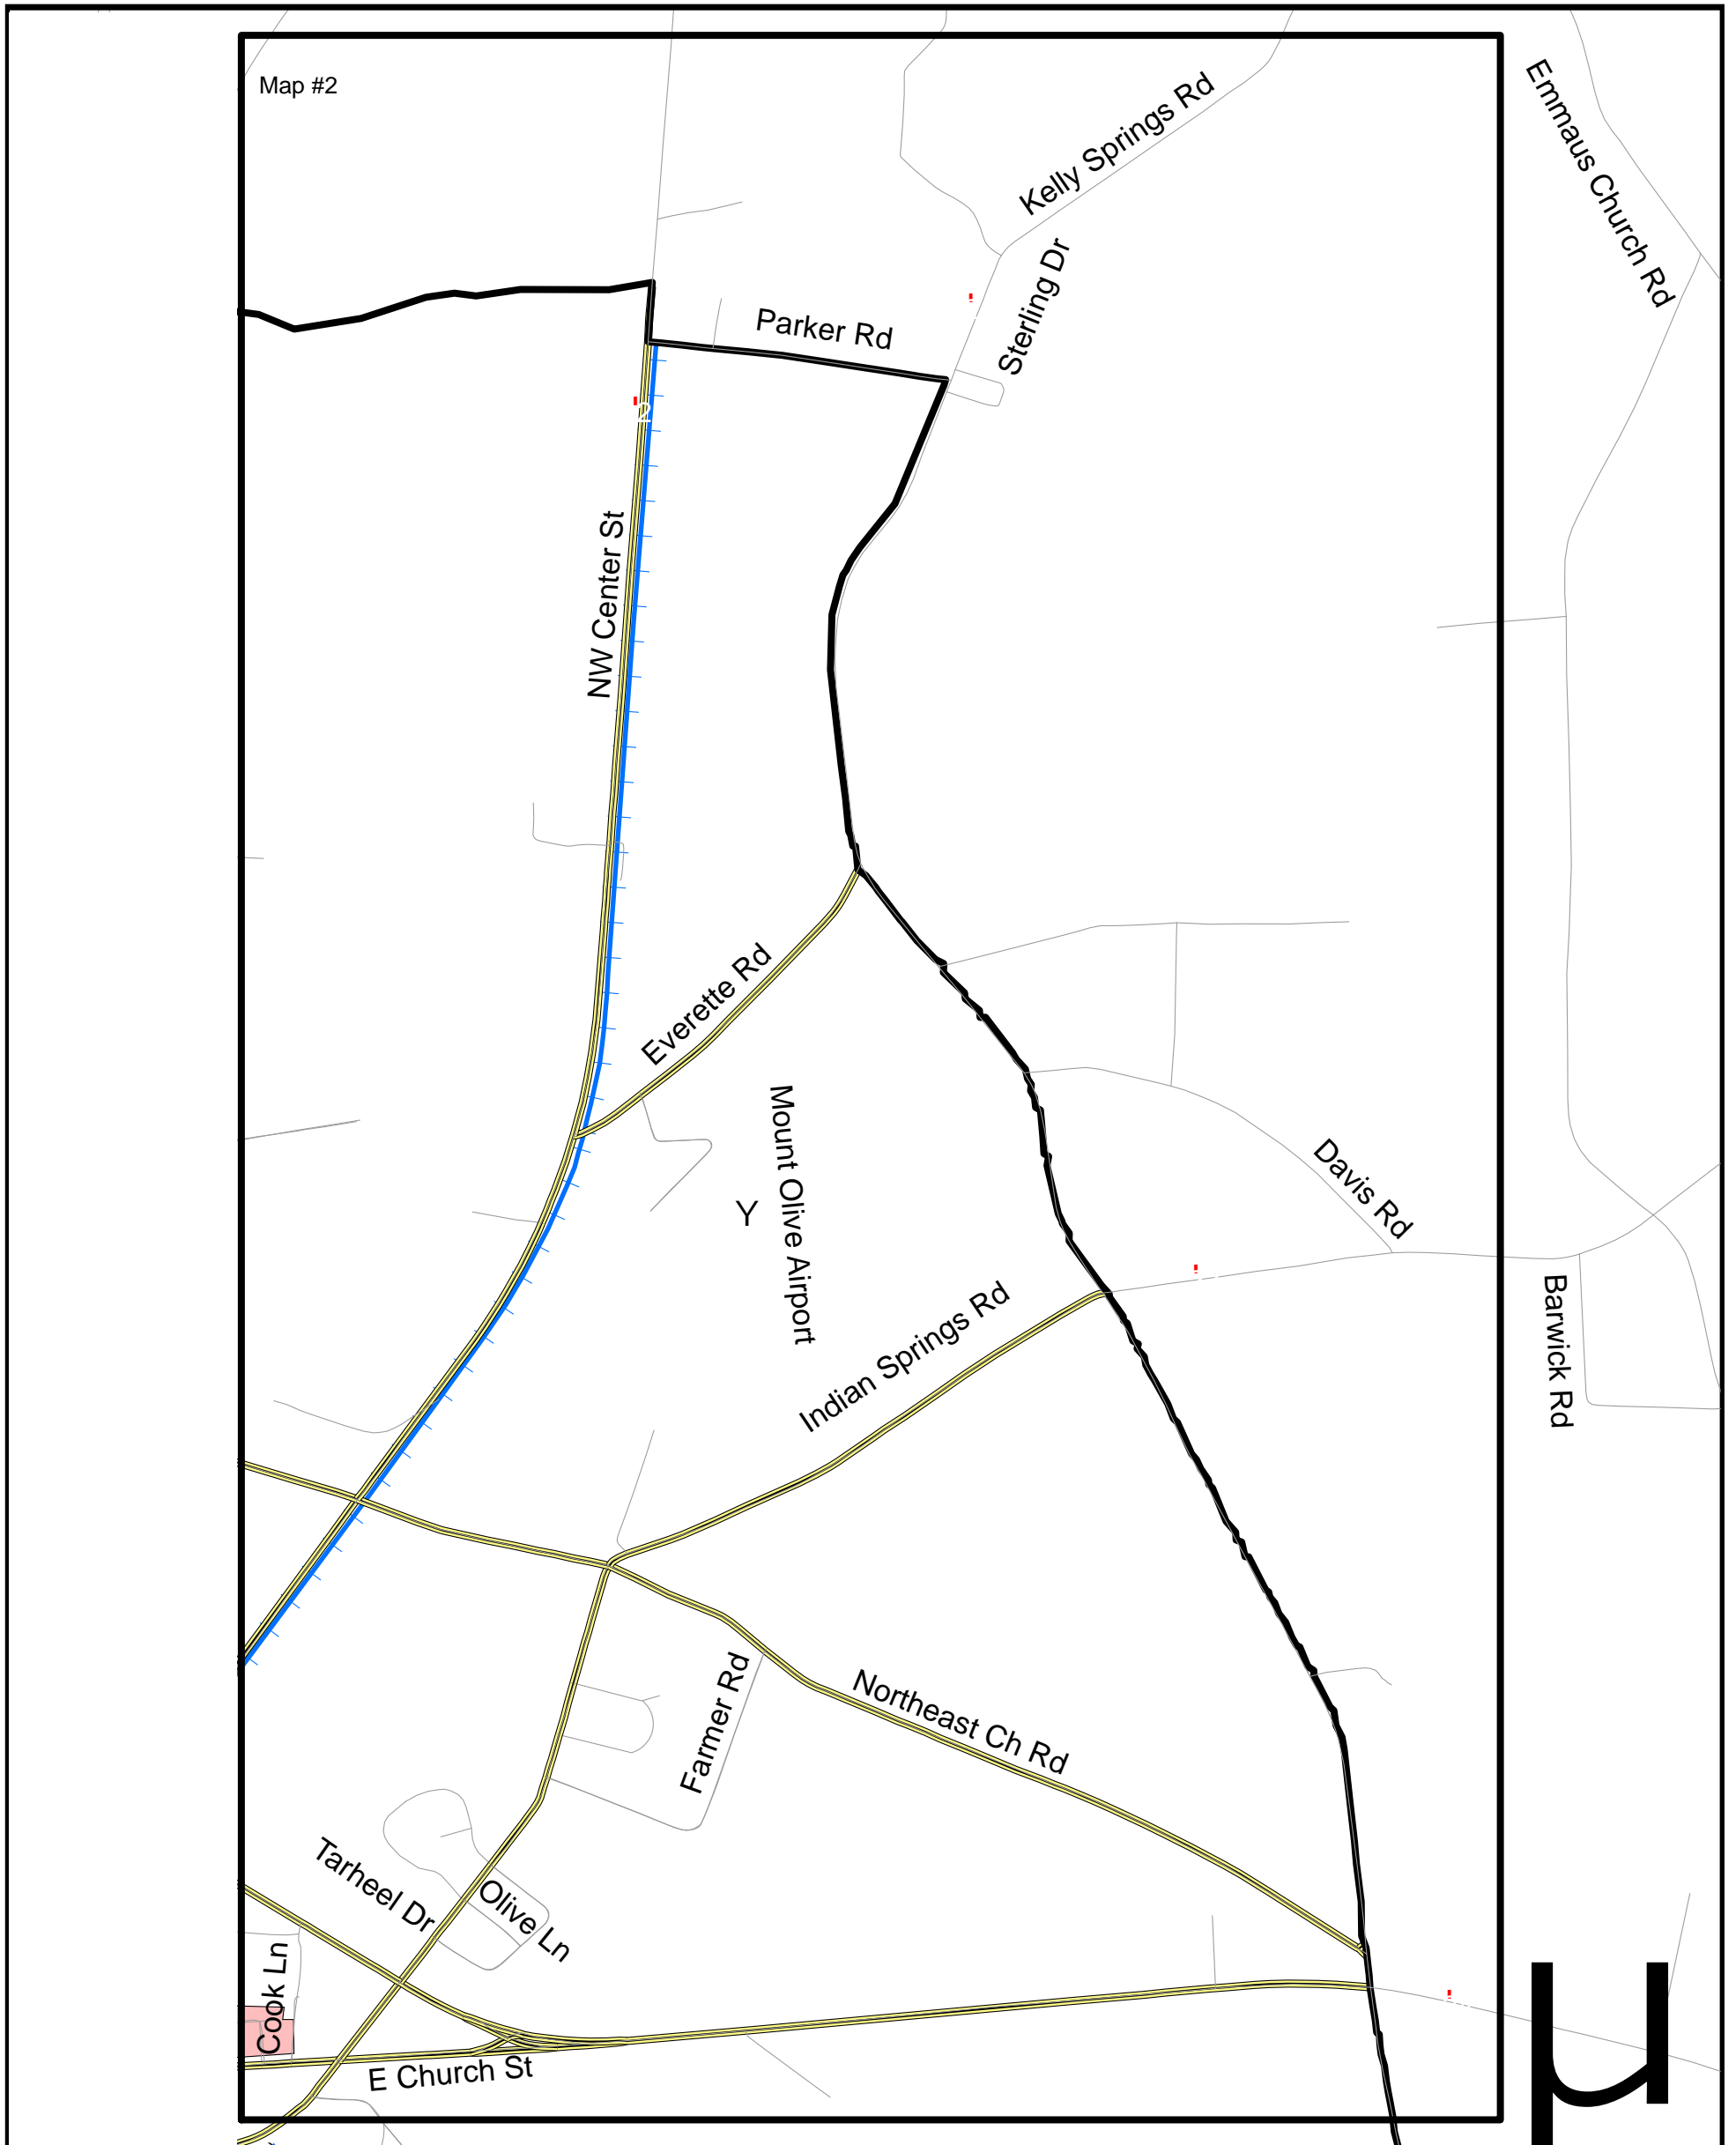 Map #2
Emmaus Church Rd
Kelly Springs Rd
Sterling Dr
Parker Rd
2
NW Center St
Everette Rd
Mount Olive Airport
Y
Davis Rd
Indian Springs Rd
Barwick Rd
Farmer Rd
Northeast Ch Rd
Tarheel Dr
Olive Ln
Cook Ln
E Church St
µ